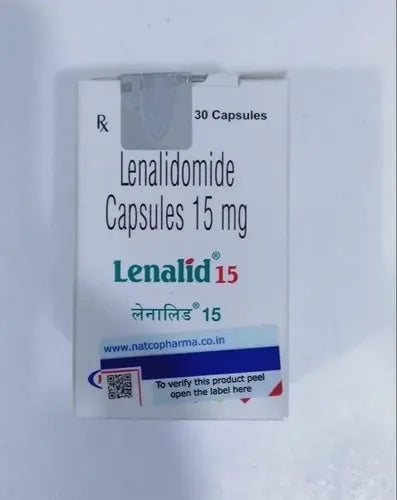 Rx
30 Capsules
Lenalidomide
Capsules 15 mg
Lenalid® 15
लेनालिड® 15
www.natcopharma.co.in
To verify this product peel
open the label here